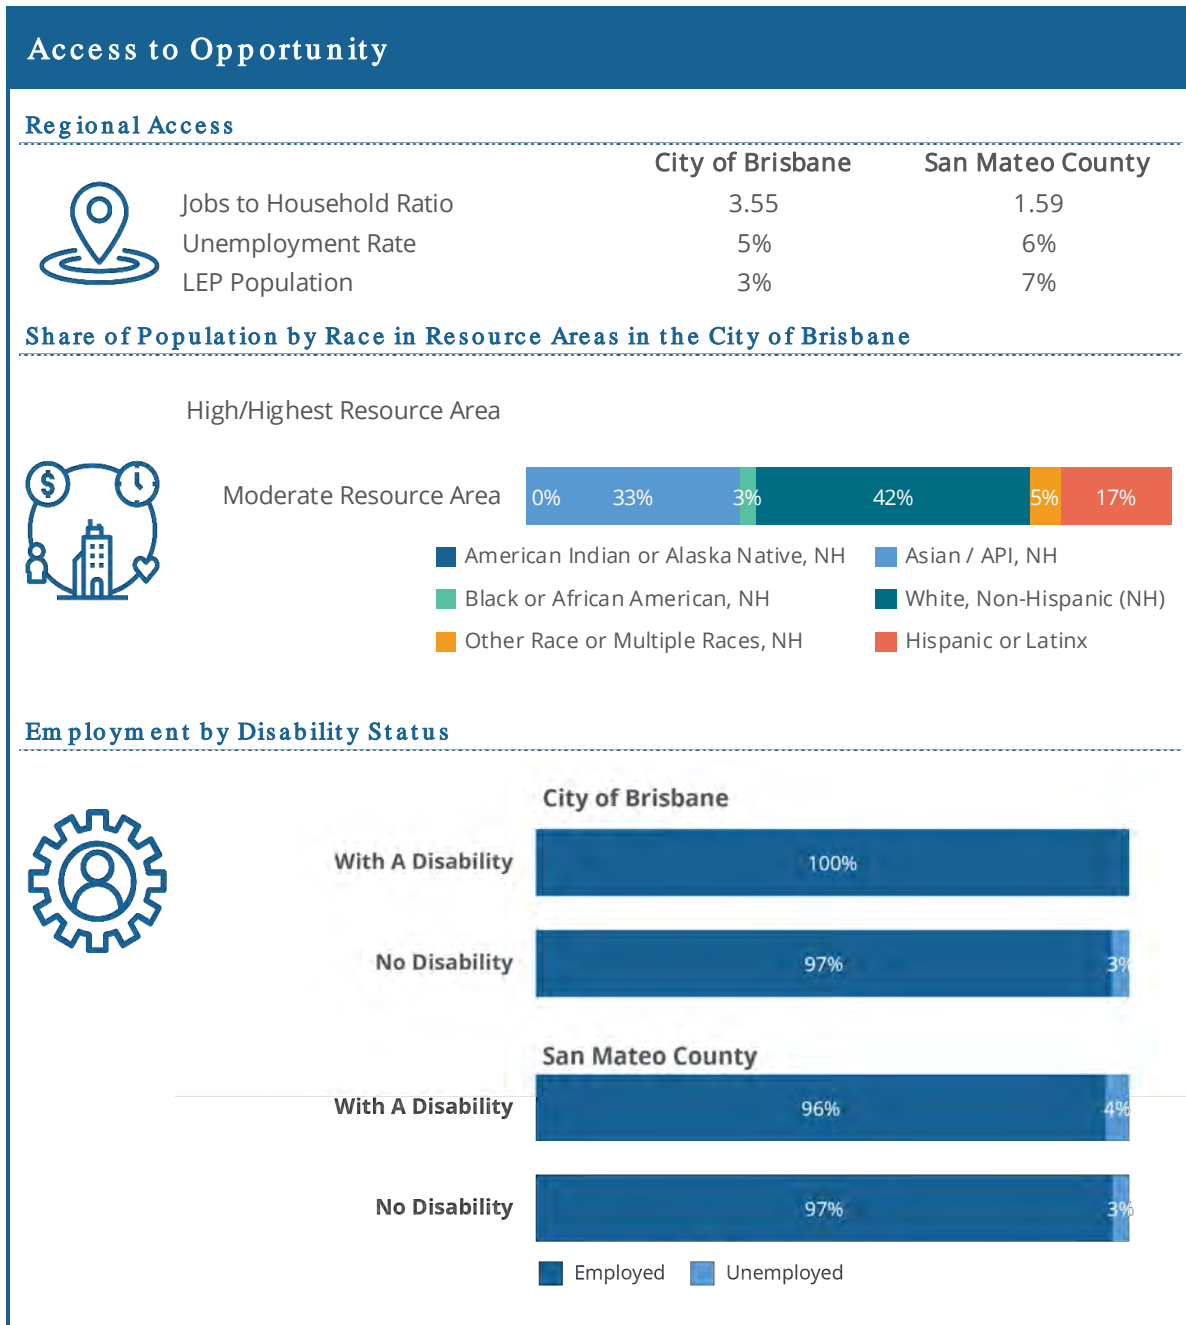 Access to Opportunity
Regional Access
City of Brisbane San Mateo County
Jobs to Household Ratio 3.55 1.59
Unemployment Rate 5% 6%
LEP Population 3% 7%
Share of Population by Race in Resource Areas in the City of Brisbane
High/Highest Resource Area
$
Moderate Resource Area 0% 33% 3% 42% 5% 17%
American Indian or Alaska Native, NH Asian / API, NH
Black or African American, NH White, Non-Hispanic (NH)
Other Race or Multiple Races, NH Hispanic or Latinx
Employment by Disability Status
City of Brisbane
With A Disability 100%
No Disability 97% 3%
San Mateo County
With A Disability 96% 4%
No Disability 97% 3%
Employed Unemployed